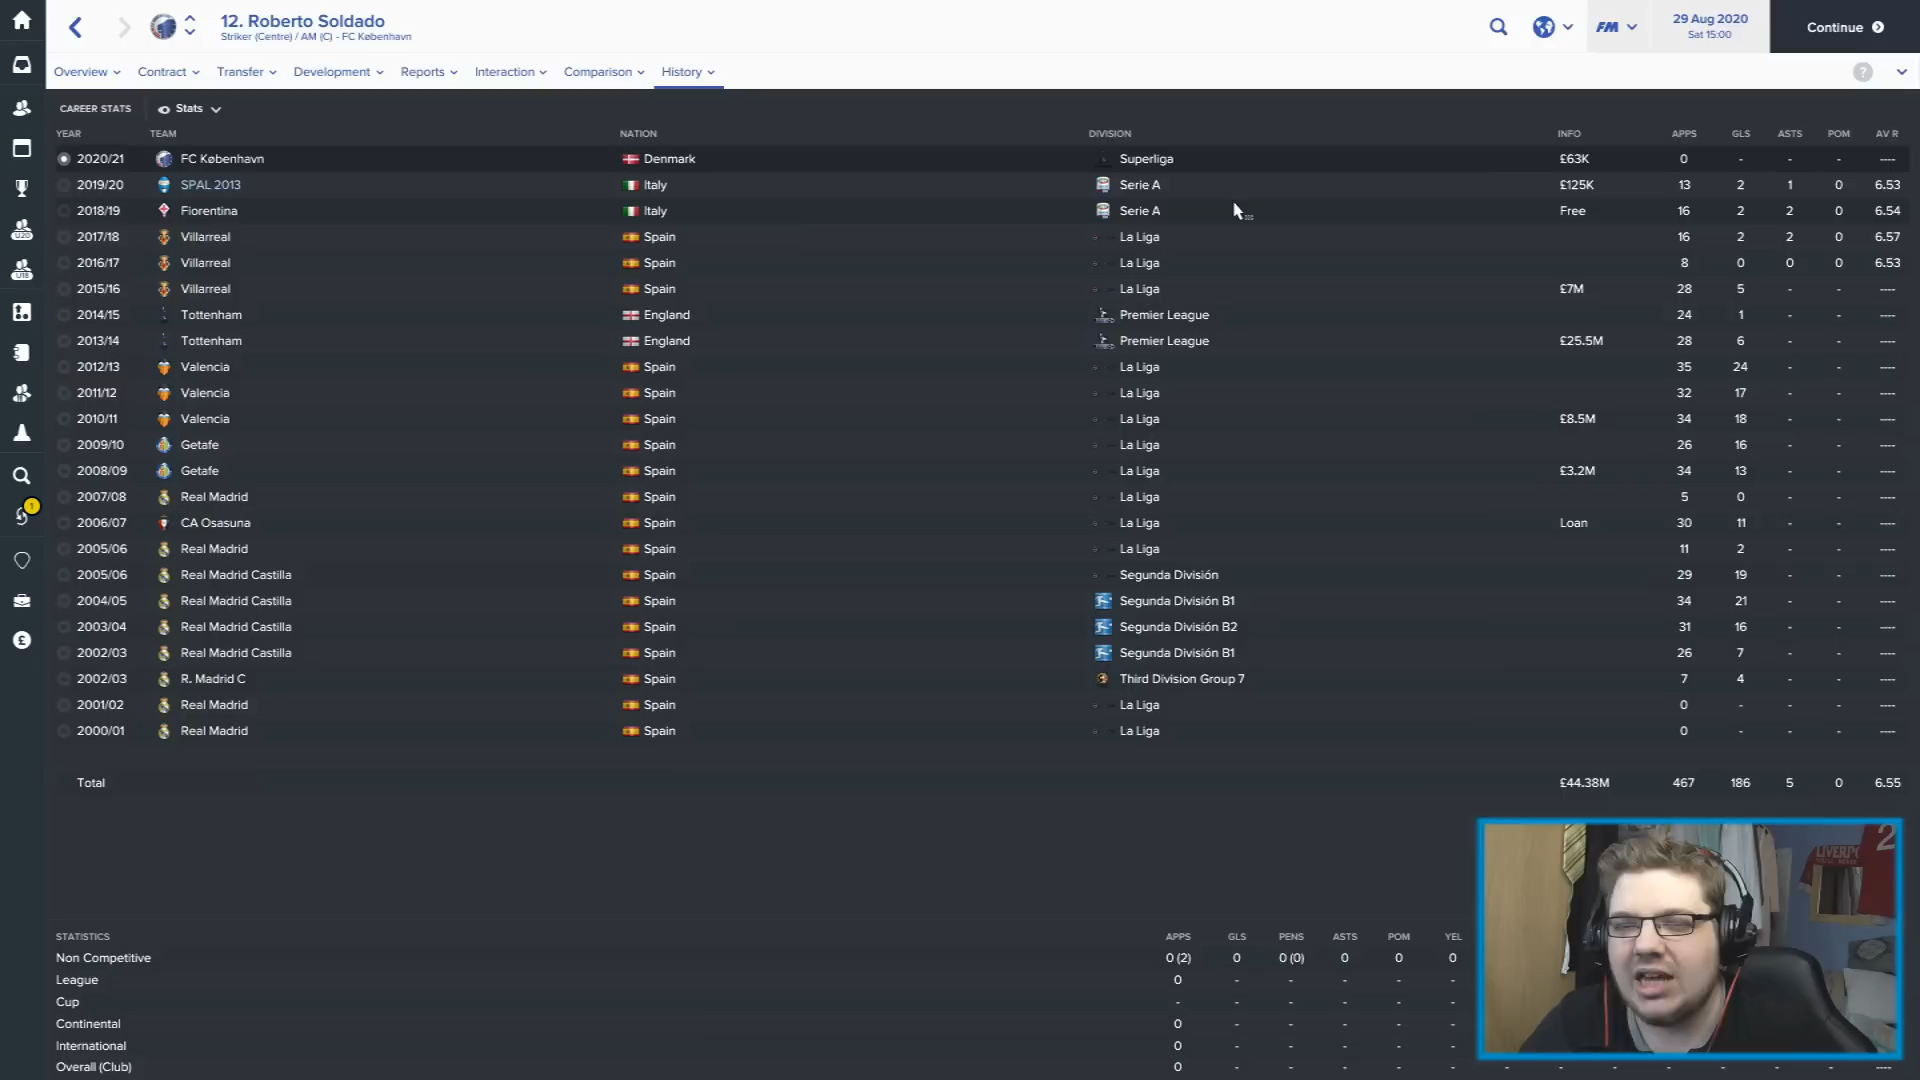 12. Roberto Soldado
Striker (Centre) / AM (C) - FC København
FM
29 Aug 2020
Sat 15:00
Continue
Overview Contract Transfer Development Reports Interaction Comparison History
?
CAREER STATS Stats
YEAR TEAM NATION DIVISION INFO APPS GLS ASTS POM AV R
2020/21 FC København Denmark Superliga £63K 0 - - - ----
2019/20 SPAL 2013 Italy Serie A £125K 13 2 1 0 6.53
2018/19 Fiorentina Italy Serie A Free 16 2 2 0 6.54
2017/18 Villarreal Spain La Liga 16 2 2 0 6.57
2016/17 Villarreal Spain La Liga 8 0 0 0 6.53
2015/16 Villarreal Spain La Liga £7M 28 5 - - ----
2014/15 Tottenham England Premier League 24 1 - - ----
2013/14 Tottenham England Premier League £25.5M 28 6 - - ----
2012/13 Valencia Spain La Liga 35 24 - - ----
2011/12 Valencia Spain La Liga 32 17 - - ----
2010/11 Valencia Spain La Liga £8.5M 34 18 - - ----
2009/10 Getafe Spain La Liga 26 16 - - ----
2008/09 Getafe Spain La Liga £3.2M 34 13 - - ----
2007/08 Real Madrid Spain La Liga 5 0 - - ----
2006/07 CA Osasuna Spain La Liga Loan 30 11 - - ----
2005/06 Real Madrid Spain La Liga 11 2 - - ----
2005/06 Real Madrid Castilla Spain Segunda División 29 19 - - ----
2004/05 Real Madrid Castilla Spain Segunda División B1 34 21 - - ----
2003/04 Real Madrid Castilla Spain Segunda División B2 31 16 - - ----
2002/03 Real Madrid Castilla Spain Segunda División B1 26 7 - - ----
2002/03 R. Madrid C Spain Third Division Group 7 7 4 - - ----
2001/02 Real Madrid Spain La Liga 0 - - - ----
2000/01 Real Madrid Spain La Liga 0 - - - ----
Total £44.38M 467 186 5 0 6.55
STATISTICS APPS GLS PENS ASTS POM YEL
Non Competitive 0 (2) 0 0 (0) 0 0 0
League 0 - - - - -
Cup - - - - - -
Continental 0 - - - - -
International 0 - - - - -
Overall (Club) 0 - - - - - - - - - - - - ----
U20
U18
1
£
LIVERP
2